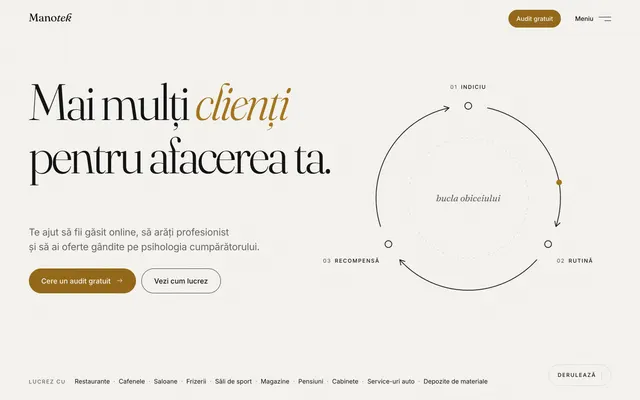 Manotek
Audit gratuit
Menu
Mai mulți clienți
pentru afacerea ta.
Te ajut să fii găsit online, să arăți profesionist
și să ai oferte gândite pe psihologia cumpărătorului.
Cere un audit gratuit →
Vezi cum lucrez
01 INDICIU
bucla obiceiului
03 RECOMPENSĂ
02 RUTINĂ
LUCREZ CU Restaurante · Cafenele · Saloane · Frizerii · Săli de sport · Magazine · Pensiuni · Cabinete · Service-uri auto · Depozite de materiale
DERULEAZĂ